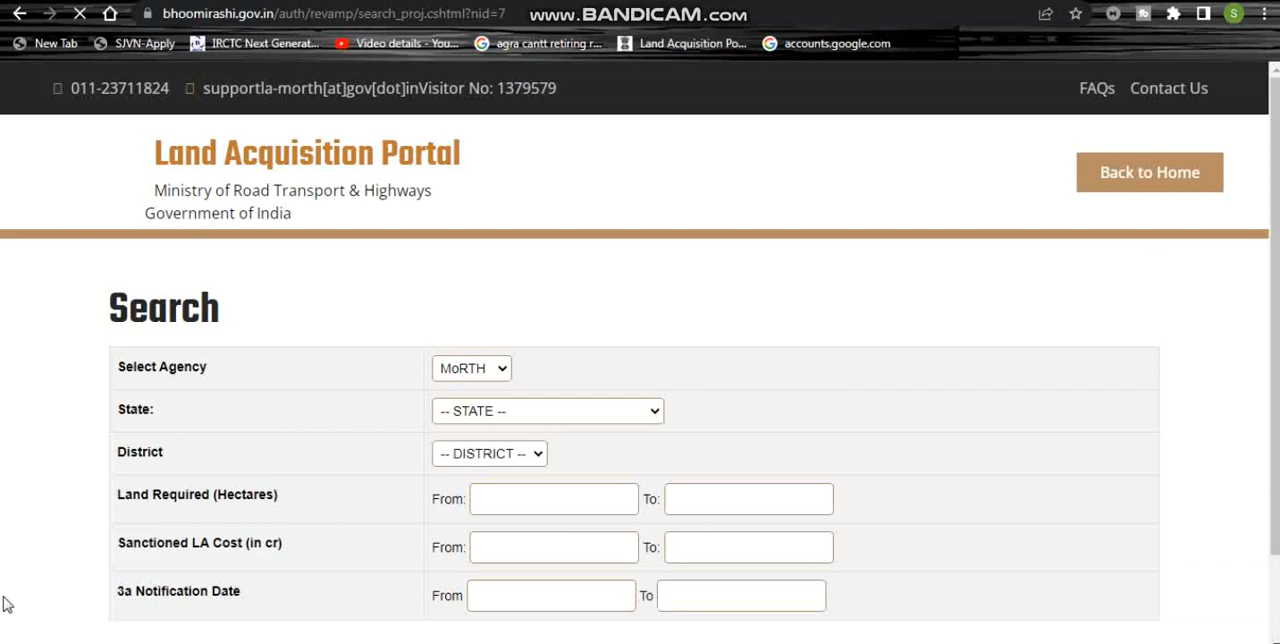 bhoomirashi.gov.in/auth/revamp/search_proj.cshtml?nid=7
www.BANDICAM.com
S
New Tab SJVN-Apply IRCTC Next Generat... Video details - You... agra cantt retiring r... Land Acquisition Po... accounts.google.com
011-23711824 supportla-morth[at]gov[dot]inVisitor No: 1379579 FAQs Contact Us
Land Acquisition Portal
Ministry of Road Transport & Highways
Government of India
Back to Home
Search
Select Agency MoRTH
State: -- STATE --
District -- DISTRICT --
Land Required (Hectares) From: To:
Sanctioned LA Cost (in cr) From: To:
3a Notification Date From To